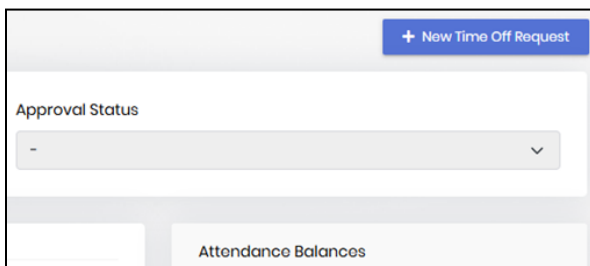 + New Time Off Request
Approval Status
-
Attendance Balances